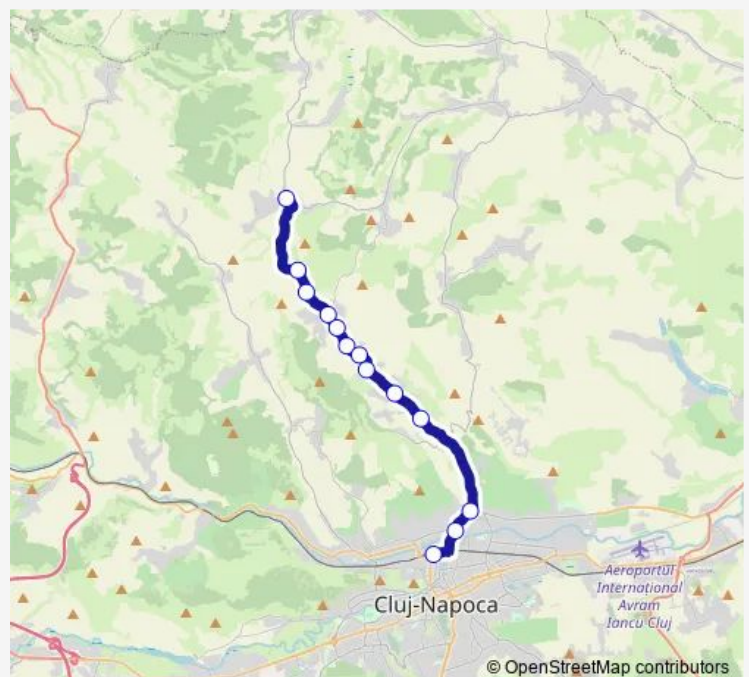 Aeroportul
Internațional
Avram
Iancu Cluj
Cluj-Napoca
© OpenStreetMap contributors